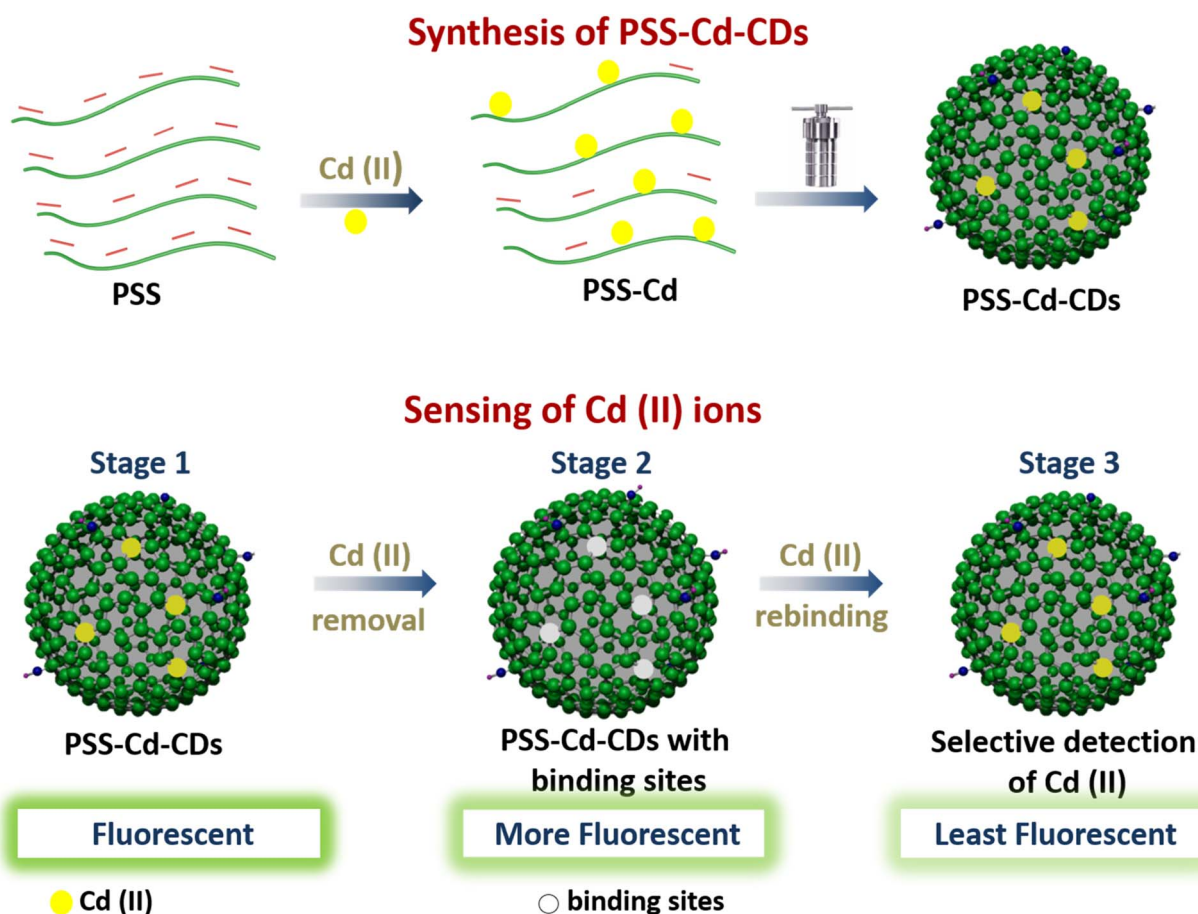 Synthesis of PSS-Cd-CDs
Cd (II)
PSS
PSS-Cd
PSS-Cd-CDs
Sensing of Cd (II) ions
Stage 1
Stage 2
Stage 3
Cd (II)
removal
Cd (II)
rebinding
PSS-Cd-CDs
PSS-Cd-CDs with
binding sites
Selective detection
of Cd (II)
Fluorescent
More Fluorescent
Least Fluorescent
Cd (II)
binding sites